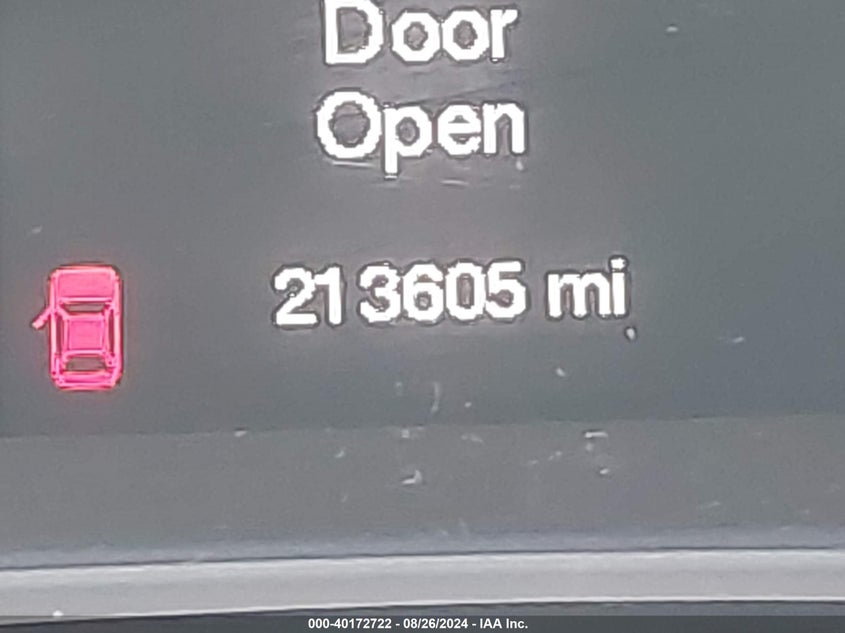 Door
Open
213605 mi
000-40172722 - 08/26/2024 - IAA Inc.